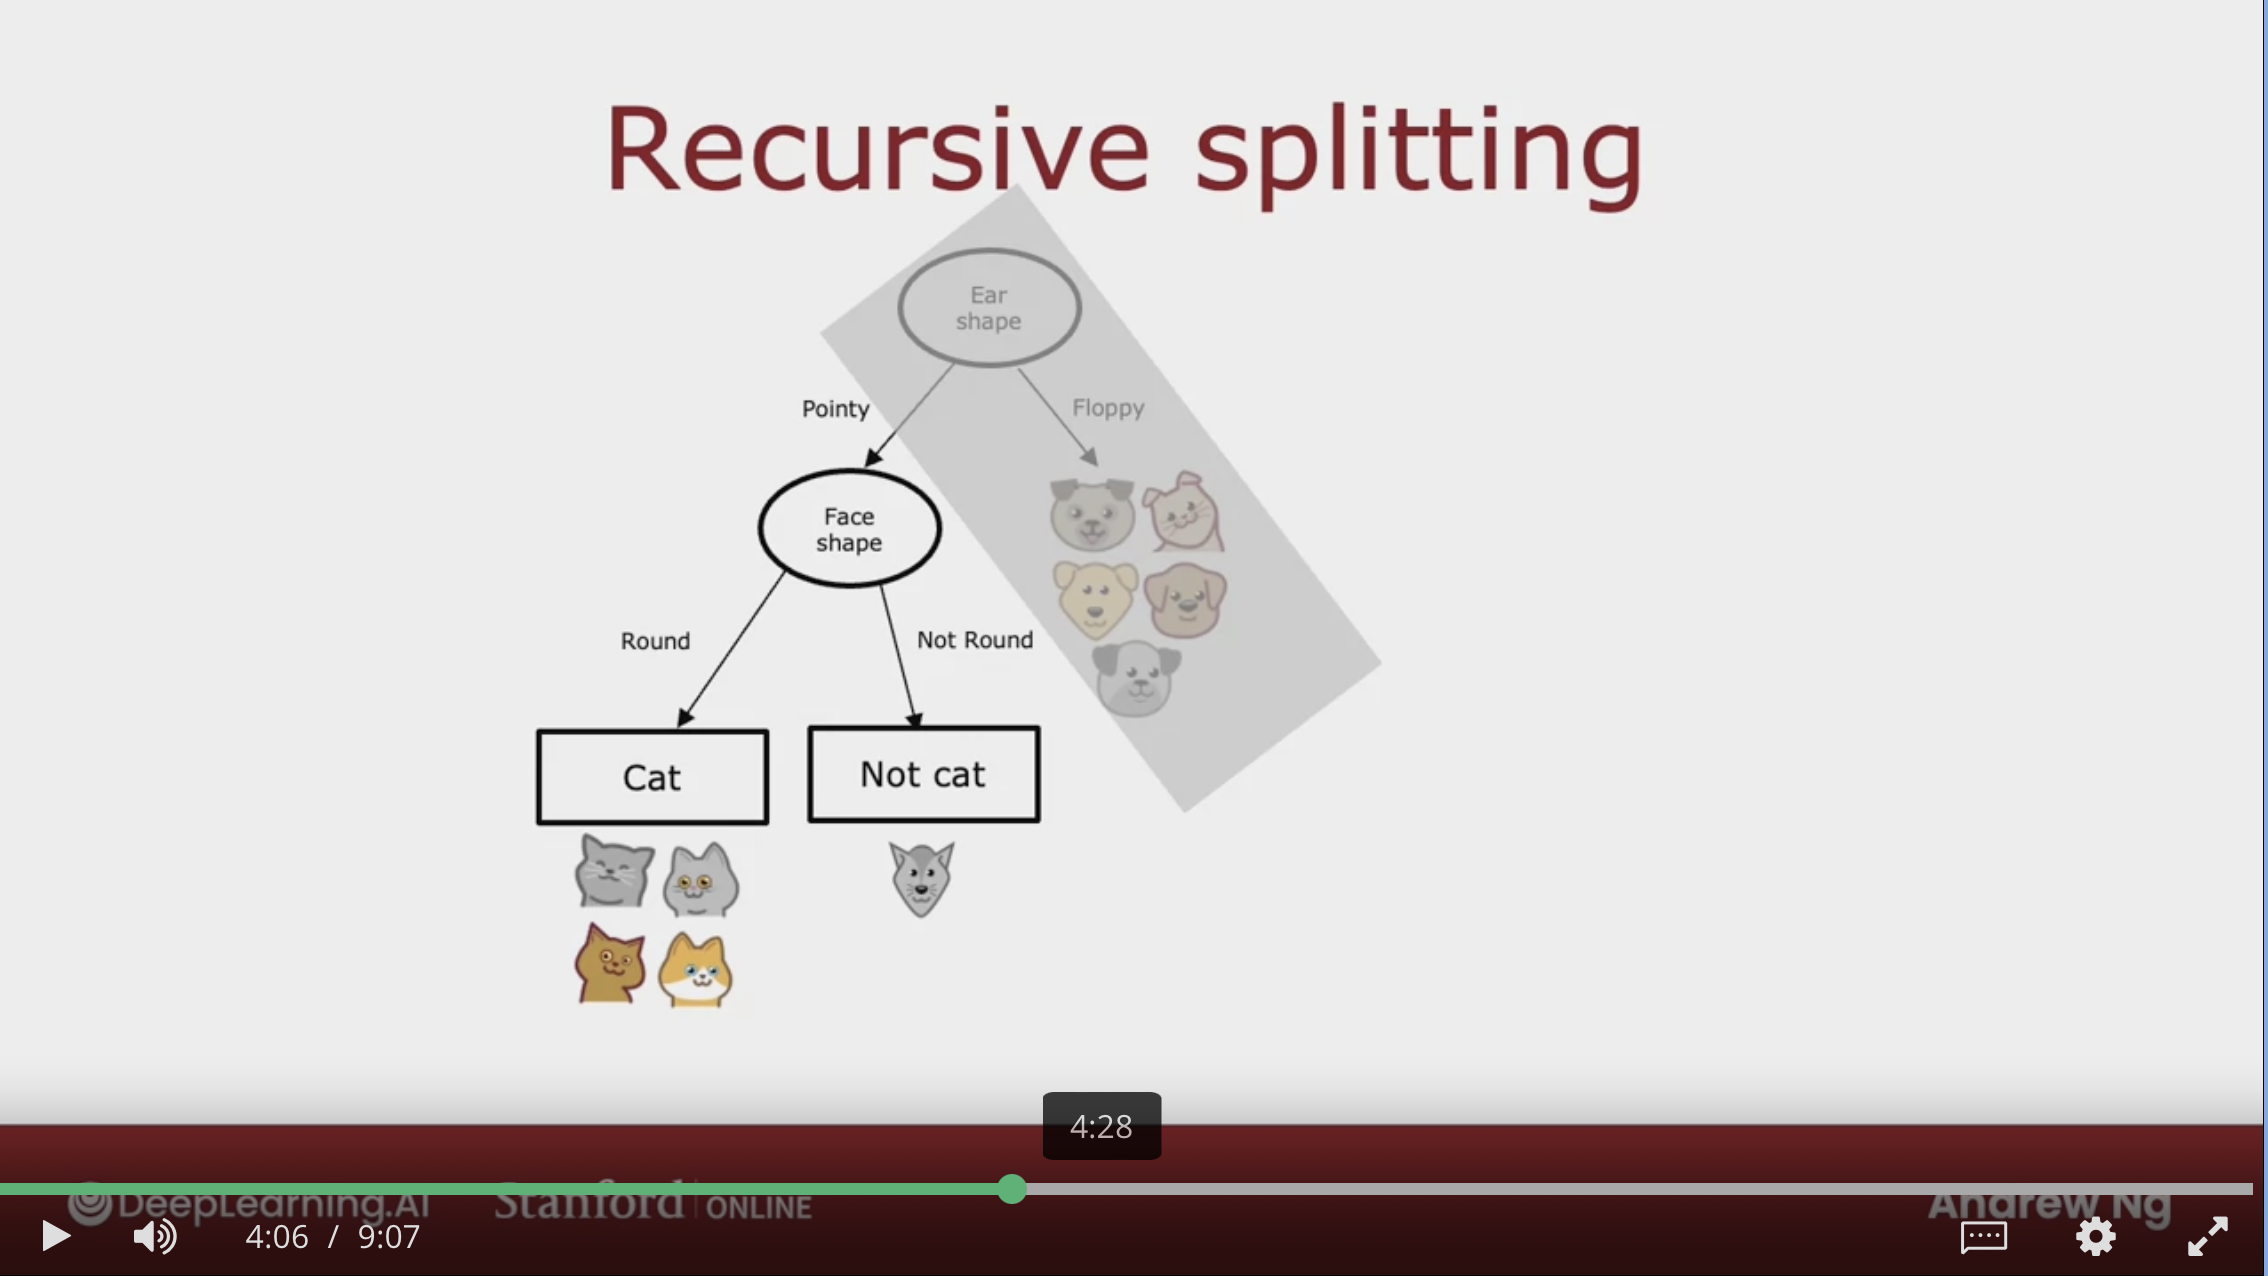 Recursive splitting
Ear
shape
Pointy
Floppy
Face
shape
Round
Not Round
Cat
Not cat
4:28
DeepLearning.AI
Stanford ONLINE
Andrew Ng
4:06 / 9:07